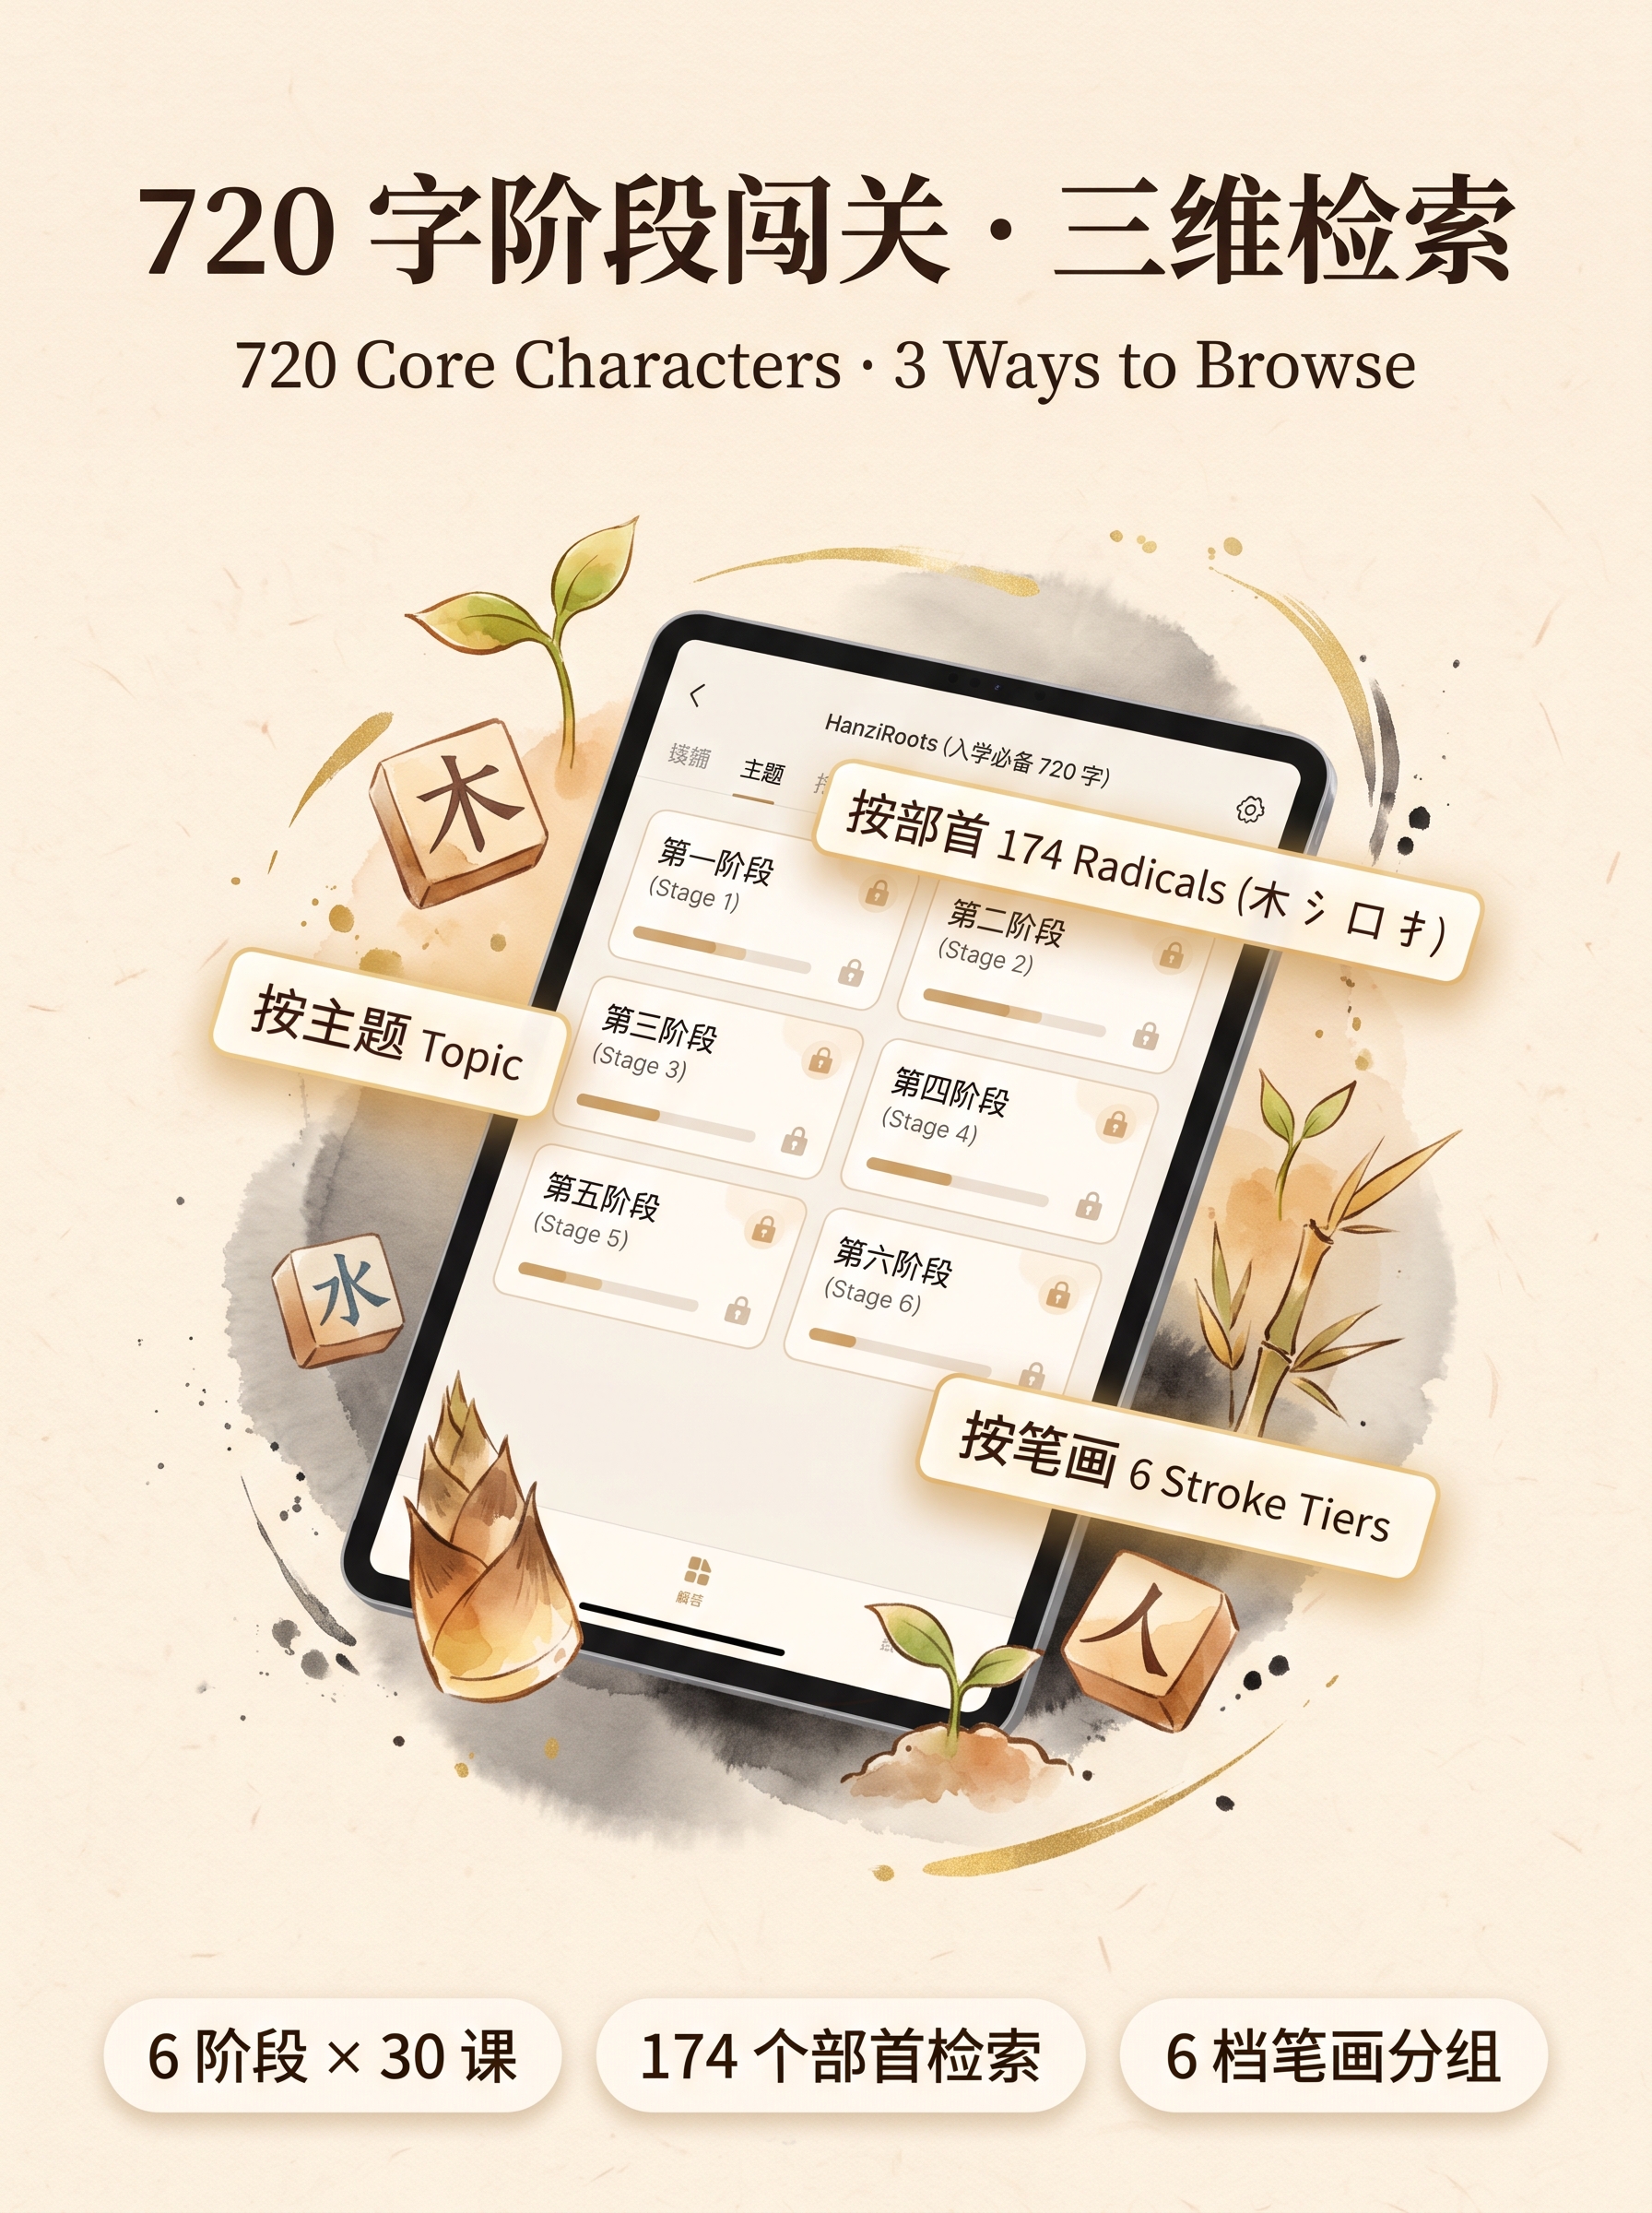 720 字阶段闯关 · 三维检索
720 Core Characters · 3 Ways to Browse
HanziRoots (入学必备 720 字)
主题
按部首 174 Radicals (木 氵 口 扌)
木
第一阶段
(Stage 1)
第二阶段
(Stage 2)
按主题 Topic
第三阶段
(Stage 3)
第四阶段
(Stage 4)
第五阶段
(Stage 5)
第六阶段
(Stage 6)
水
按笔画 6 Stroke Tiers
人
6 阶段 × 30 课
174 个部首检索
6 档笔画分组